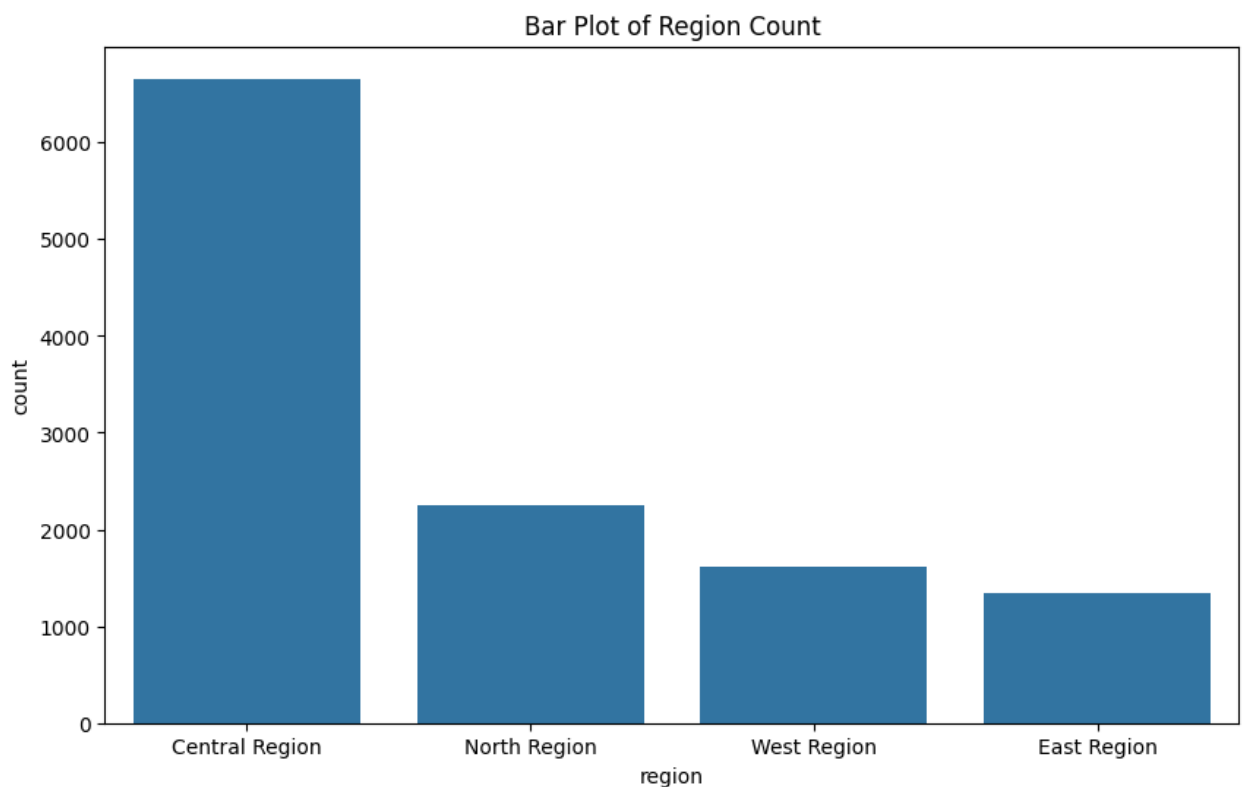 Bar Plot of Region Count
6000
5000
4000
3000
2000
1000
0
count
Central Region
North Region
West Region
East Region
region